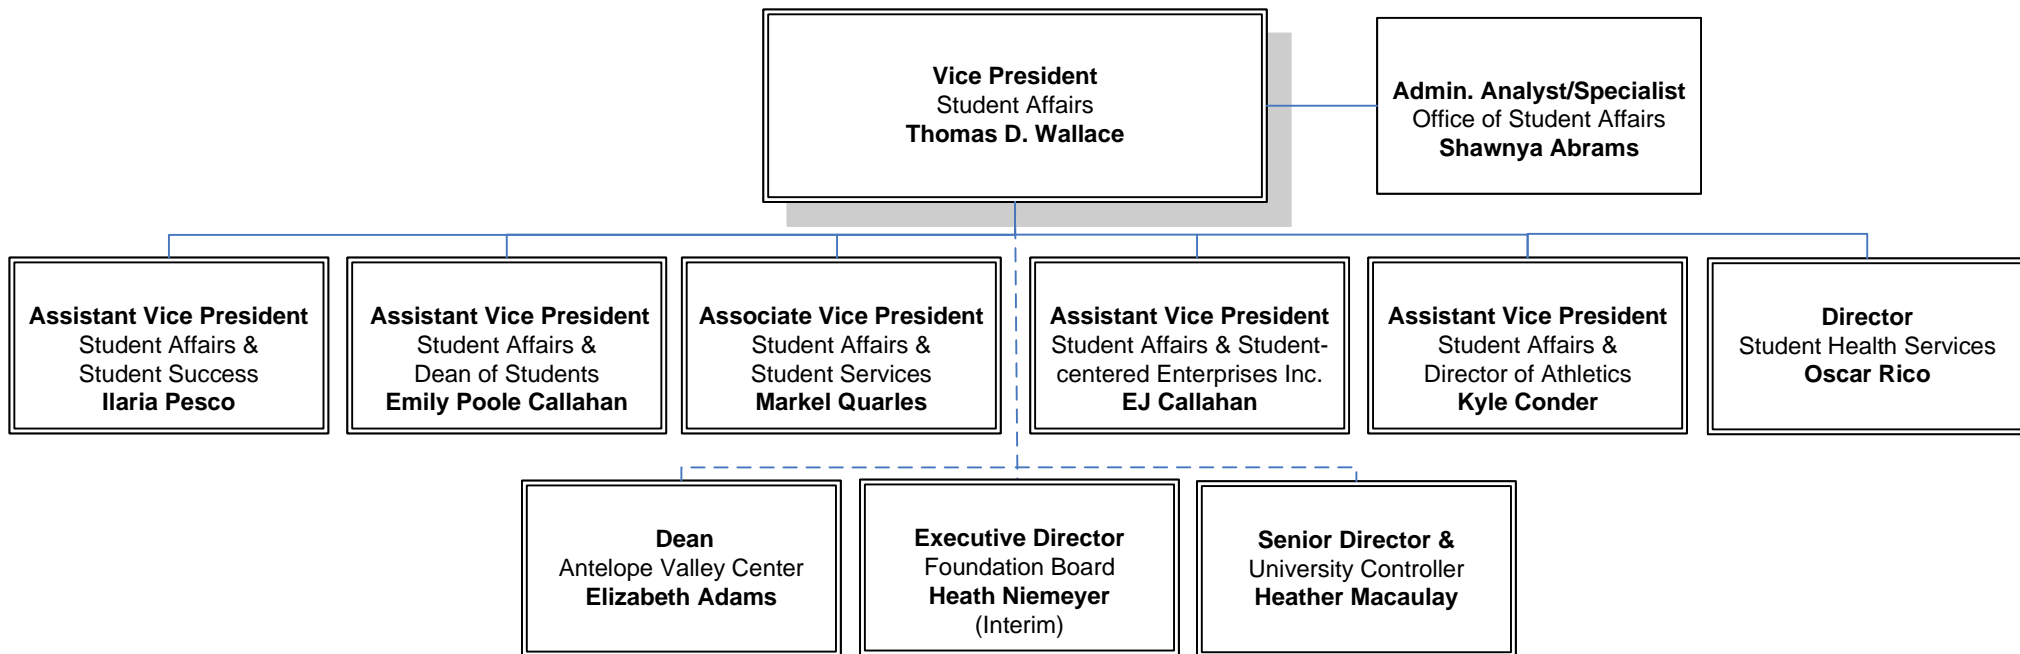 Vice President
Student Affairs
Thomas D. Wallace
Admin. Analyst/Specialist
Office of Student Affairs
Shawnya Abrams
Assistant Vice President
Student Affairs &
Student Success
Ilaria Pesco
Assistant Vice President
Student Affairs &
Dean of Students
Emily Poole Callahan
Associate Vice President
Student Affairs &
Student Services
Markel Quarles
Assistant Vice President
Student Affairs & Student-
centered Enterprises Inc.
EJ Callahan
Assistant Vice President
Student Affairs &
Director of Athletics
Kyle Conder
Director
Student Health Services
Oscar Rico
Dean
Antelope Valley Center
Elizabeth Adams
Executive Director
Foundation Board
Heath Niemeyer
(Interim)
Senior Director &
University Controller
Heather Macaulay